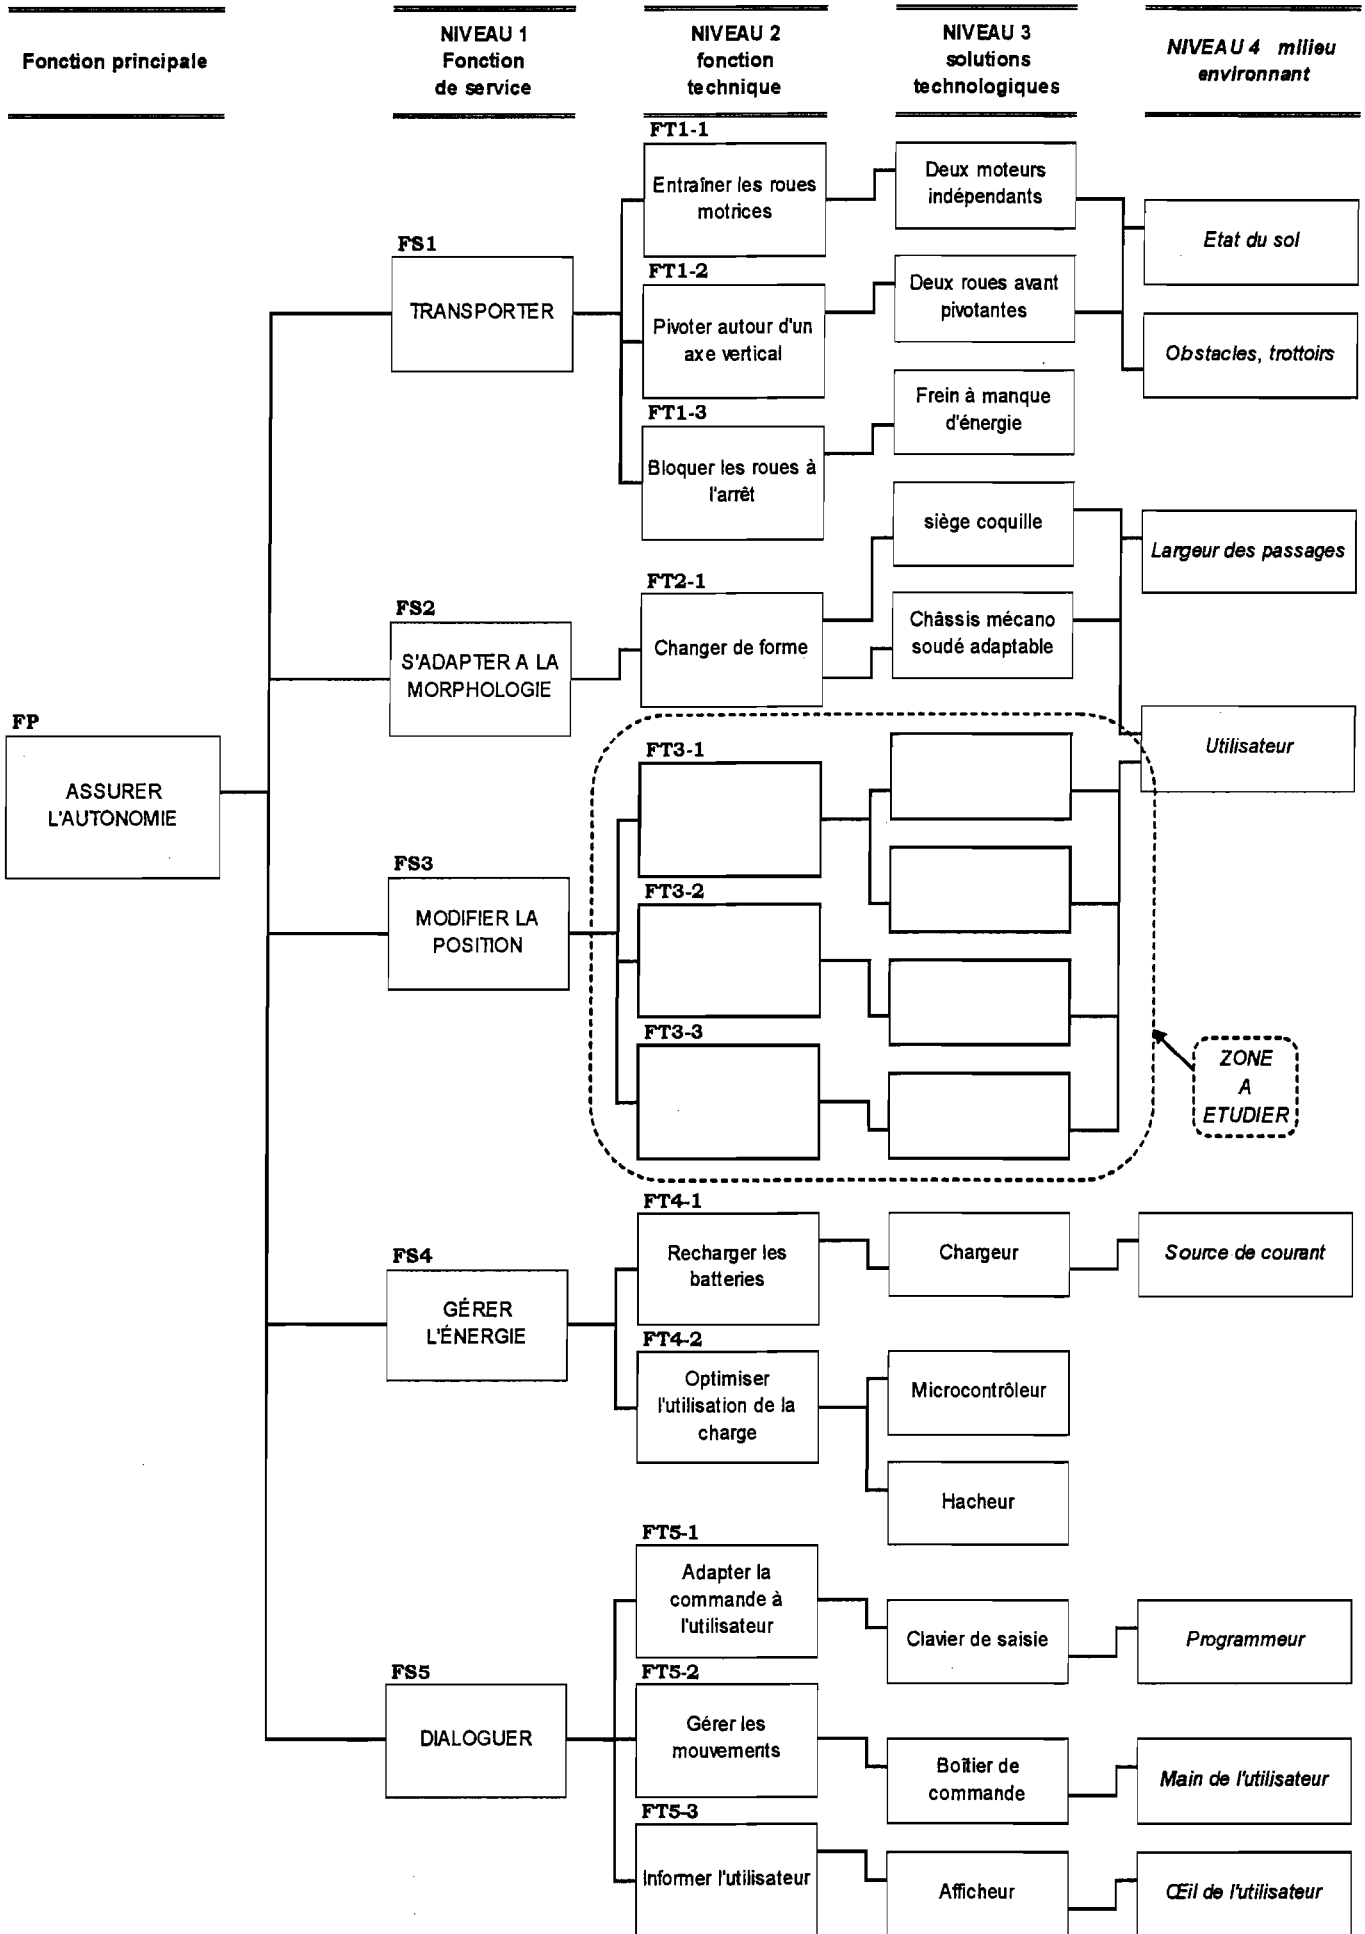 Fonction principale
NIVEAU 1
Fonction
de service
NIVEAU 2
fonction
technique
NIVEAU 3
solutions
technologiques
NIVEAU 4 milieu
environnant
FP
ASSURER
L'AUTONOMIE
FS1
TRANSPORTER
FT1-1
Entraîner les roues
motrices
Deux moteurs
indépendants
Etat du sol
FT1-2
Pivoter autour d'un
axe vertical
Deux roues avant
pivotantes
Obstacles, trottoirs
FT1-3
Bloquer les roues à
l'arrêt
Frein à manque
d'énergie
FS2
S'ADAPTER A LA
MORPHOLOGIE
FT2-1
Changer de forme
siège coquille
Châssis mécano
soudé adaptable
Largeur des passages
Utilisateur
FS3
MODIFIER LA
POSITION
FT3-1
FT3-2
FT3-3
ZONE
A
ETUDIER
FS4
GÉRER
L'ÉNERGIE
FT4-1
Recharger les
batteries
Chargeur
Source de courant
FT4-2
Optimiser
l'utilisation de la
charge
Microcontrôleur
Hacheur
FS5
DIALOGUER
FT5-1
Adapter la
commande à
l'utilisateur
Clavier de saisie
Programmeur
FT5-2
Gérer les
mouvements
Boîtier de
commande
Main de l'utilisateur
FT5-3
Informer l'utilisateur
Afficheur
Œil de l'utilisateur